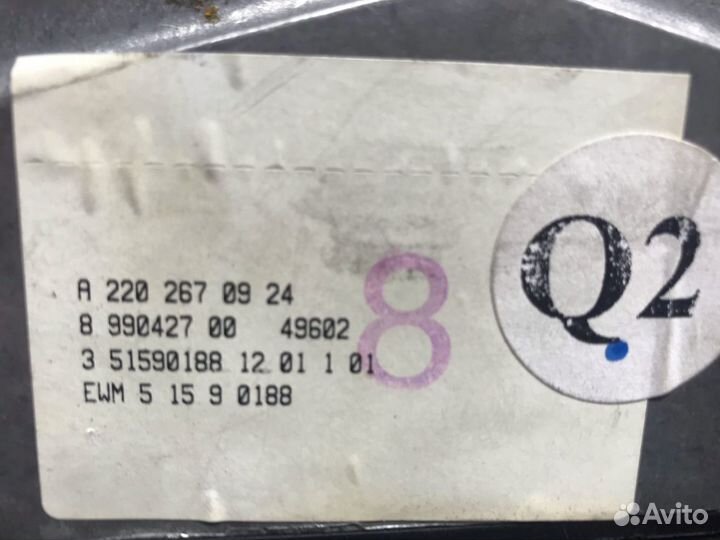 A 220 267 09 24
8 990427 00 49602
3 51590188 12 01 1 01
EWM 5 15 9 0188
8
Q2
Avito